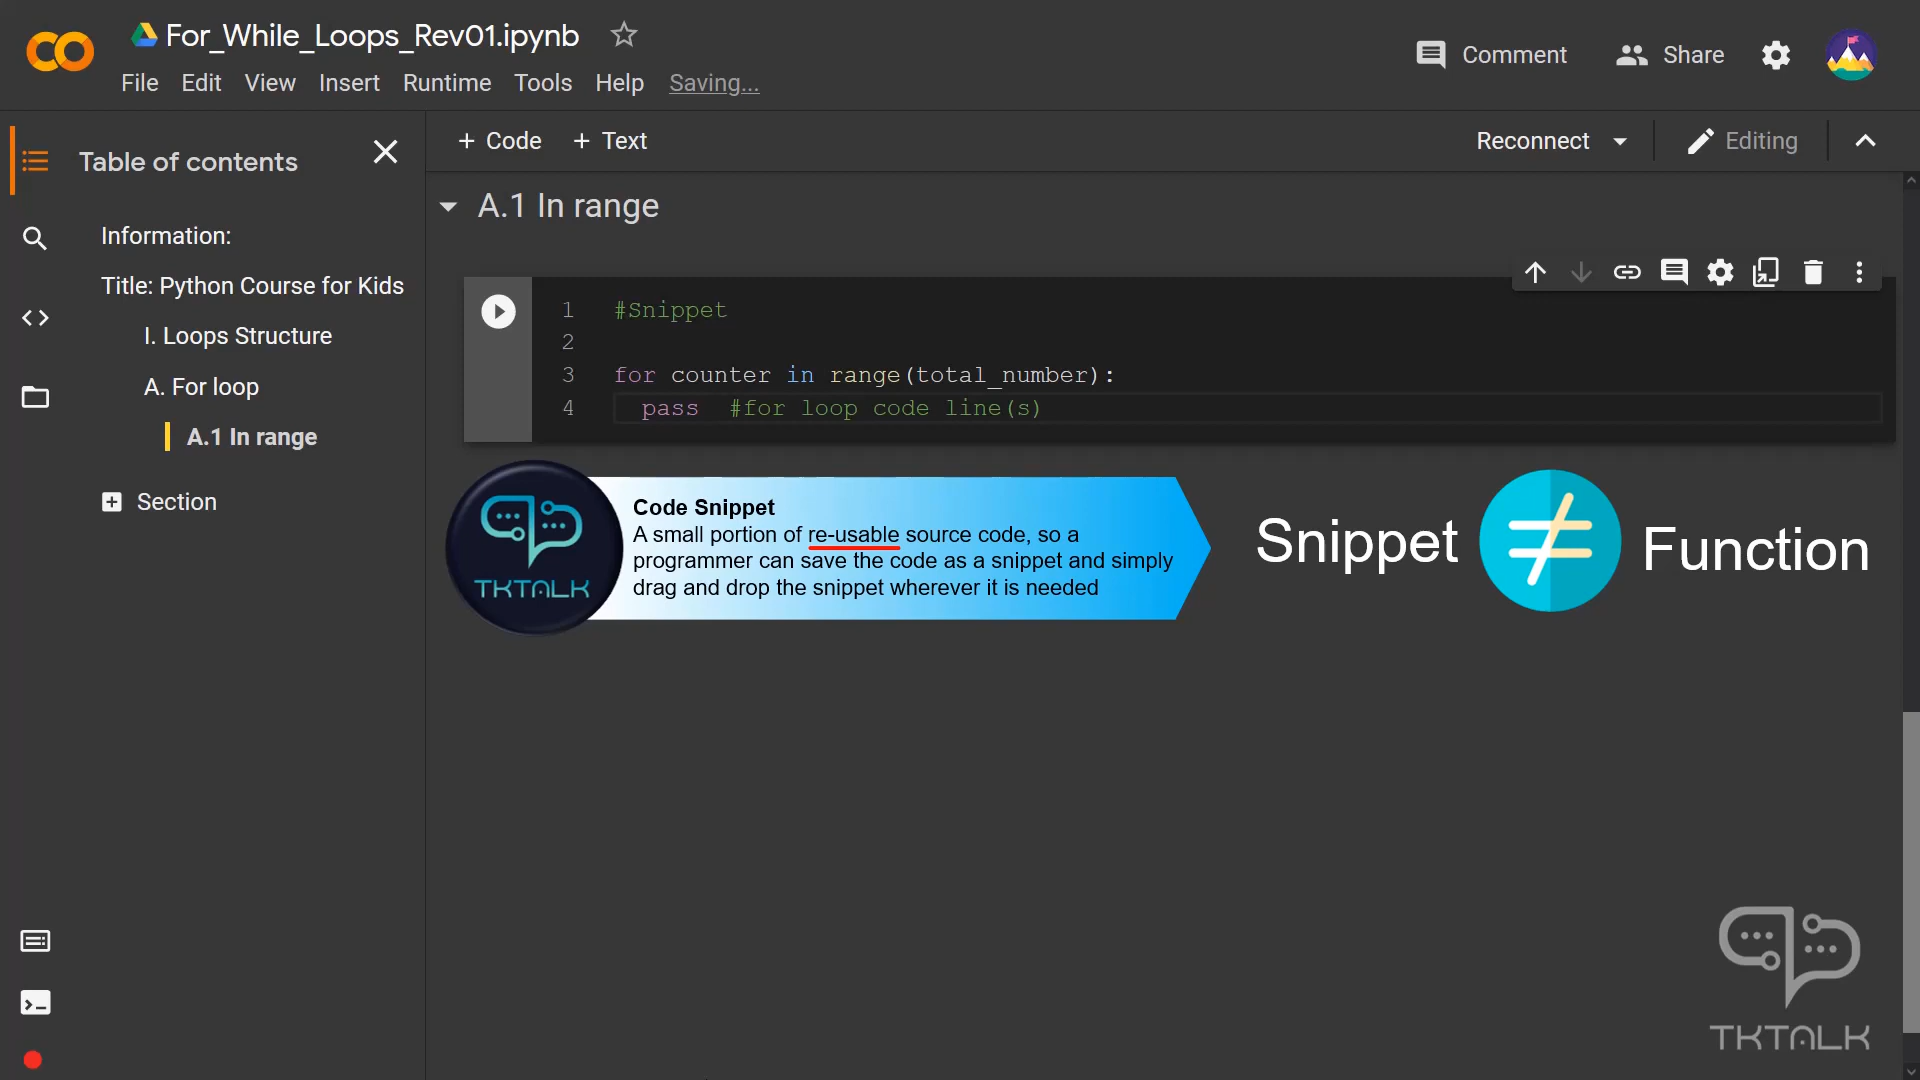 For_While_Loops_Rev01.ipynb
File Edit View Insert Runtime Tools Help Saving...
Comment Share
Table of contents
+ Code + Text
Reconnect Editing
Information:
Title: Python Course for Kids
I. Loops Structure
A. For loop
A.1 In range
Section
A.1 In range
1 #Snippet
2
3 for counter in range(total_number):
4 pass #for loop code line(s)
TKTALK
Code Snippet
A small portion of re-usable source code, so a
programmer can save the code as a snippet and simply
drag and drop the snippet wherever it is needed
Snippet ≠ Function
TKTALK